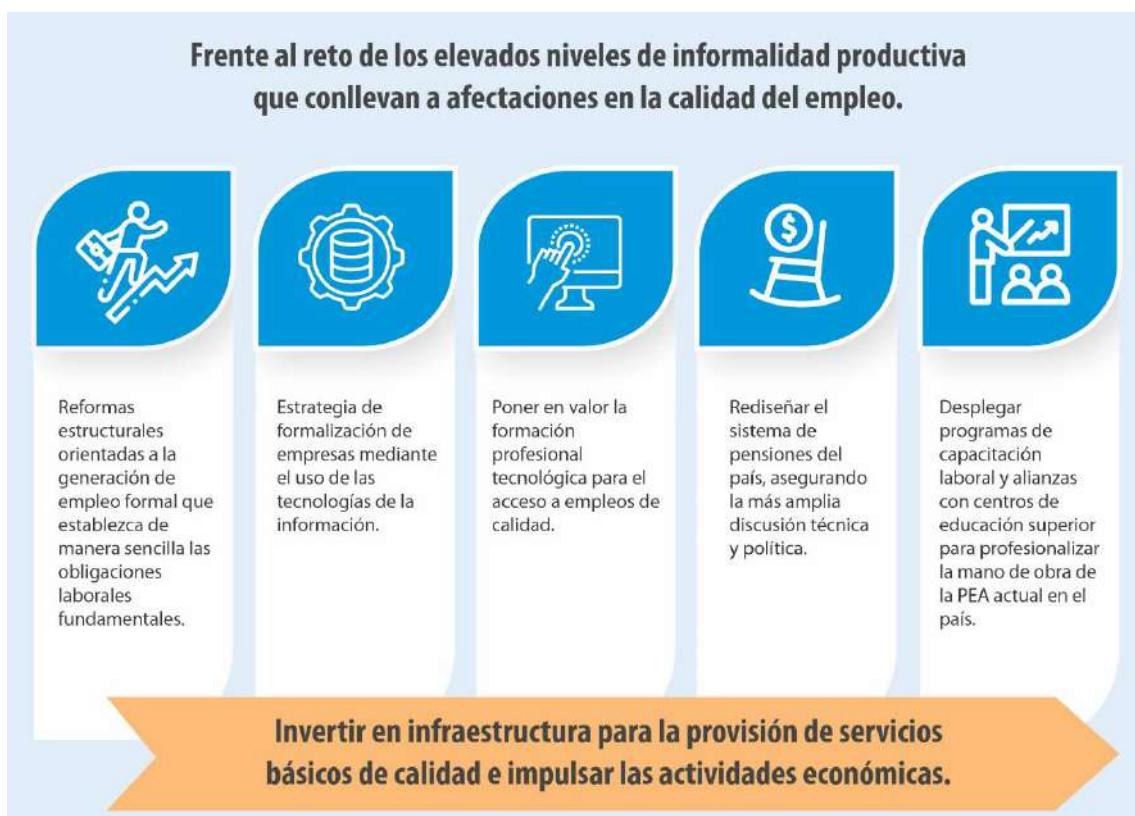 Frente al reto de los elevados niveles de informalidad productiva
que conllevan a afectaciones en la calidad del empleo.
$
Reformas
estructurales
orientadas a la
generación de
empleo formal que
establezca de
manera sencilla las
obligaciones
laborales
fundamentales.
Estrategia de
formalización de
empresas mediante
el uso de las
tecnologías de la
información.
Poner en valor la
formación
profesional
tecnológica para el
acceso a empleos de
calidad.
Rediseñar el
sistema de
pensiones del
país, asegurando
la más amplia
discusión técnica
y política.
Desplegar
programas de
capacitación
laboral y alianzas
con centros de
educación superior
para profesionalizar
la mano de obra de
la PEA actual en el
país.
Invertir en infraestructura para la provisión de servicios
básicos de calidad e impulsar las actividades económicas.